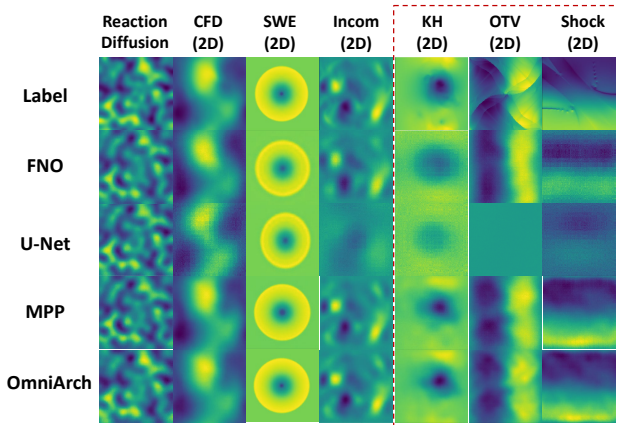 Reaction Diffusion CFD (2D) SWE (2D) Incom (2D) KH (2D) OTV (2D) Shock (2D)
Label
FNO
U-Net
MPP
OmniArch